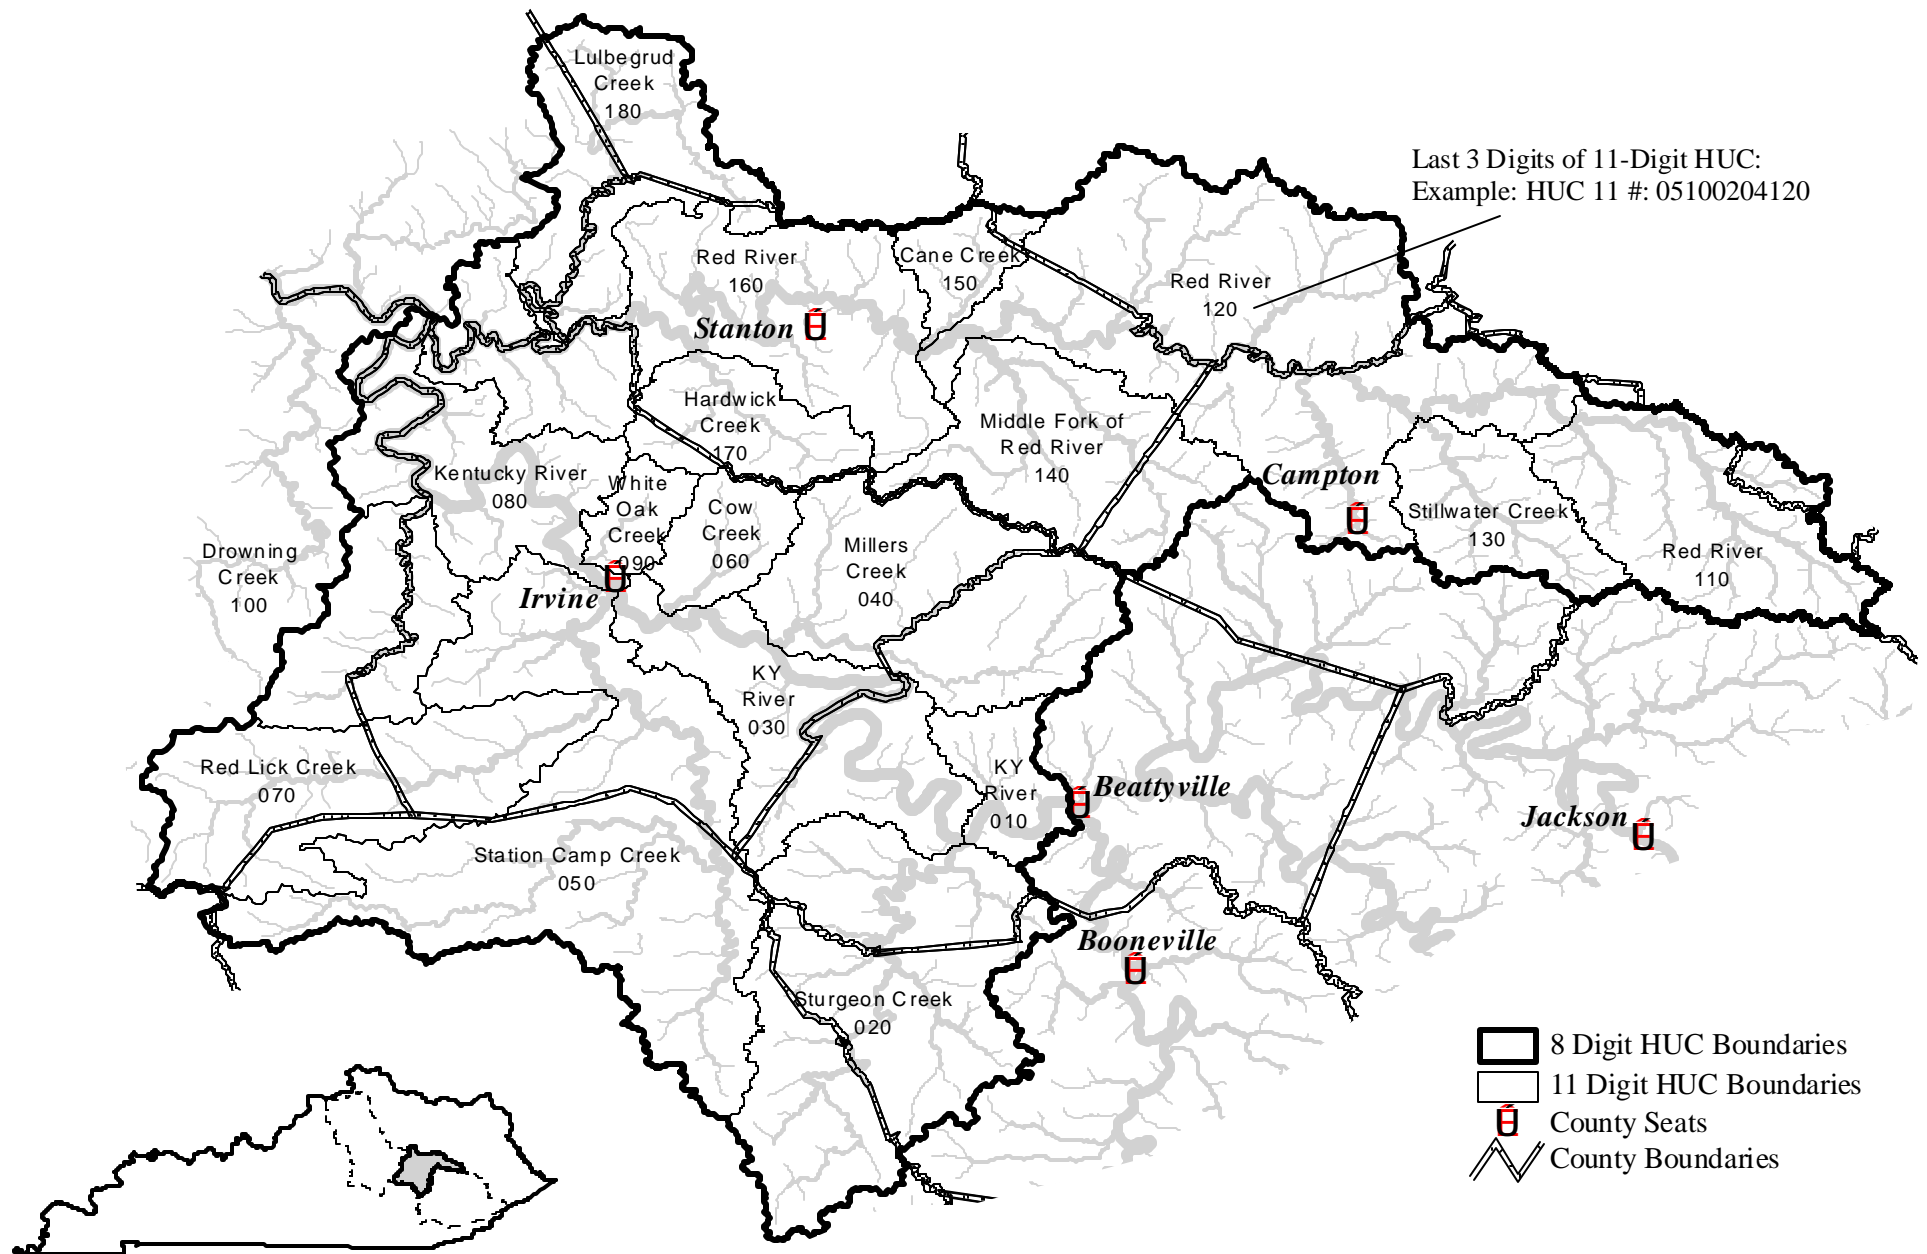 Lulbegrud
Creek
180
Last 3 Digits of 11-Digit HUC:
Example: HUC 11 #: 05100204120
Red River
160
Cane Creek
150
Red River
120
Stanton
Hardwick
Creek
170
Middle Fork of
Red River
140
Kentucky River
080
White
Oak
Creek
090
Cow
Creek
060
Campton
Stillwater Creek
130
Drowning
Creek
100
Millers
Creek
040
Red River
110
Irvine
KY
River
030
Red Lick Creek
070
KY
River
010
Beattyville
Jackson
Station Camp Creek
050
Booneville
Sturgeon Creek
020
8 Digit HUC Boundaries
11 Digit HUC Boundaries
County Seats
County Boundaries